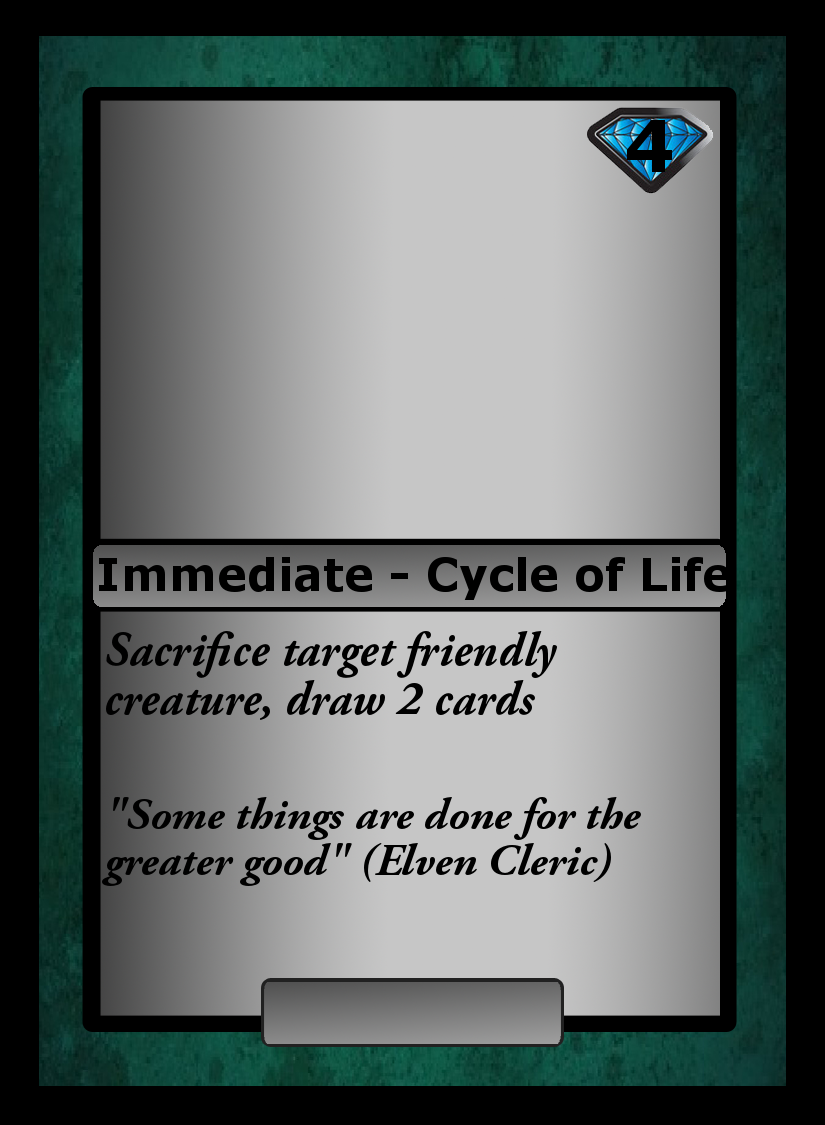 4
Immediate - Cycle of Life
Sacrifice target friendly
creature, draw 2 cards
"Some things are done for the
greater good" (Elven Cleric)